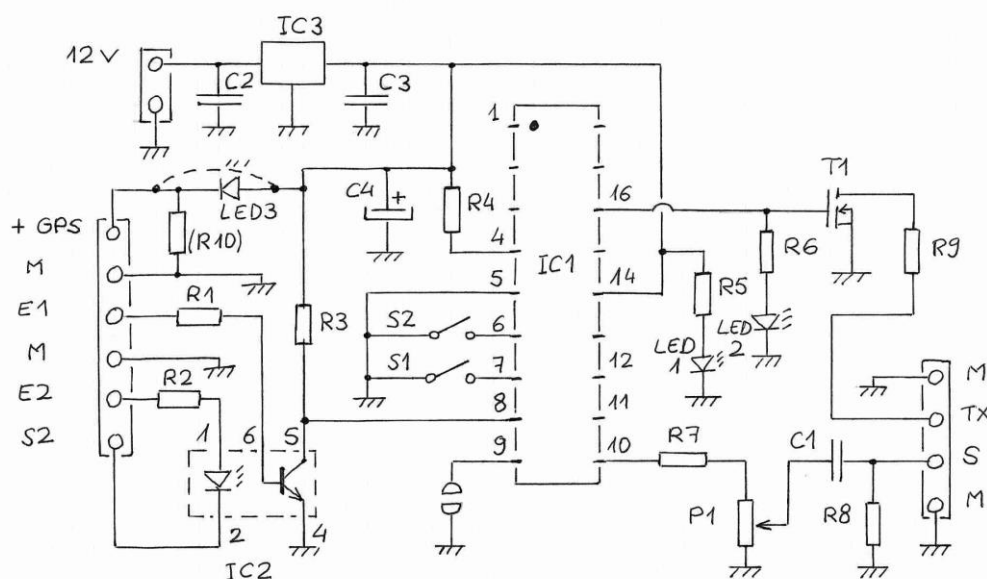 IC3
12V
C2
C3
1
T1
LED3
C4
+
R4
16
+ GPS
(R10)
4
IC1
R6
R9
M
5
14
R5
E1
R1
R3
S2
6
LED
2
M
S1
7
12
LED
1
E2
R2
8
11
M
S2
1
6
5
9
10
R7
C1
TX
S
P1
R8
M
2
4
IC2